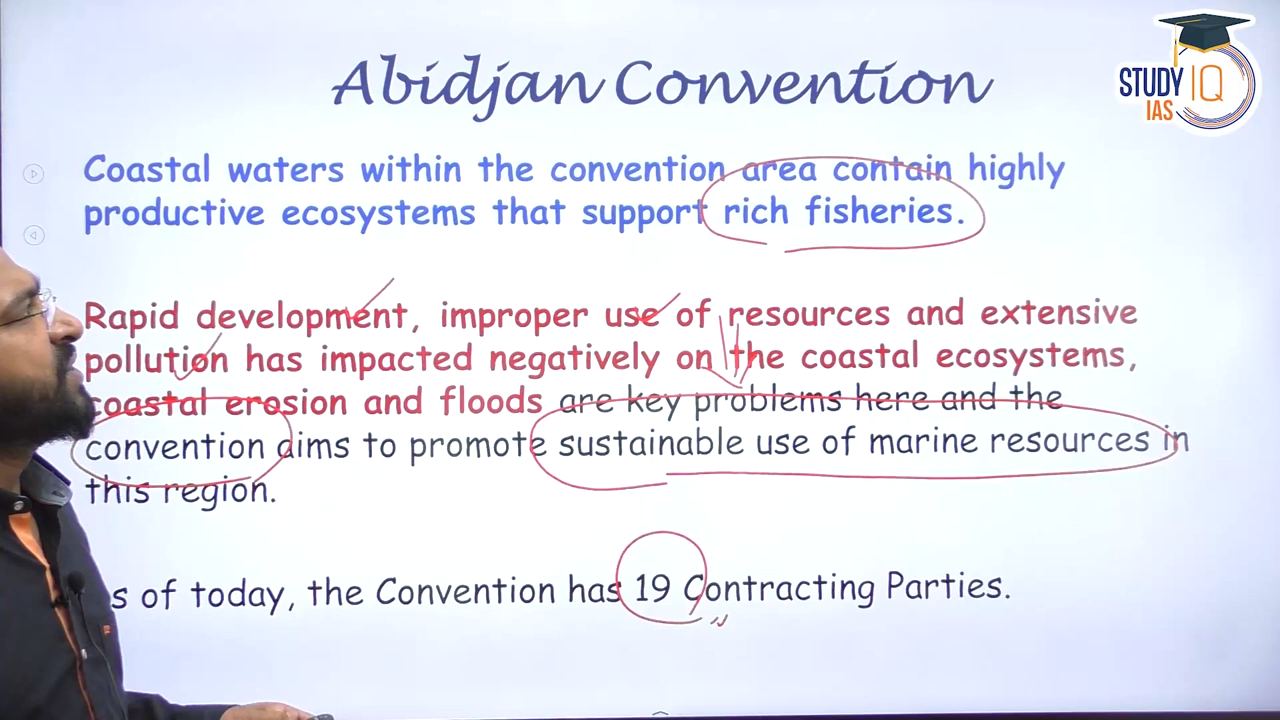 Abidjan Convention
STUDY IQ
IAS
Coastal waters within the convention area contain highly
productive ecosystems that support rich fisheries.
Rapid development, improper use of resources and extensive
pollution has impacted negatively on the coastal ecosystems,
coastal erosion and floods are key problems here and the
convention aims to promote sustainable use of marine resources in
this region.
s of today, the Convention has 19 Contracting Parties.